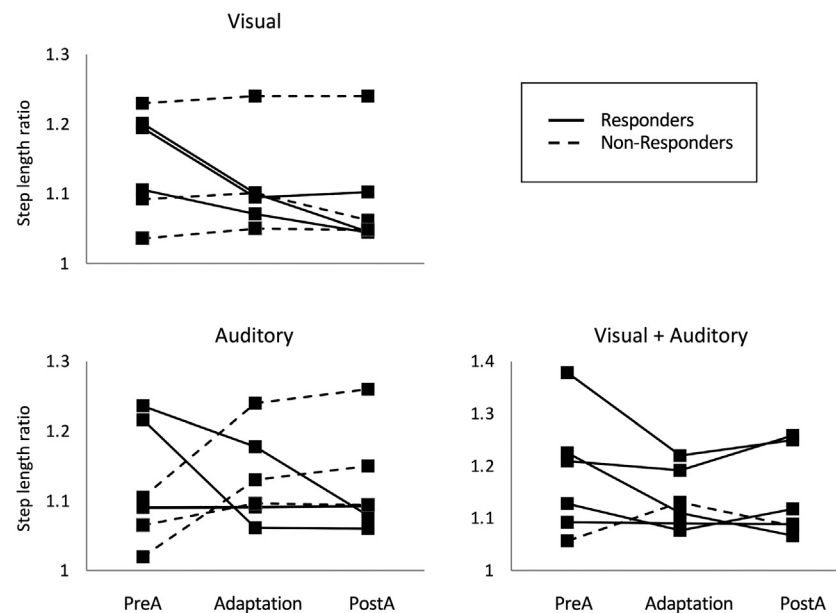 Visual
1.3
1.2
1.1
1
Step length ratio
Responders
Non-Responders
Auditory
1.3
1.2
1.1
1
Step length ratio
PreA Adaptation PostA
Visual + Auditory
1.4
1.3
1.2
1.1
1
PreA Adaptation PostA